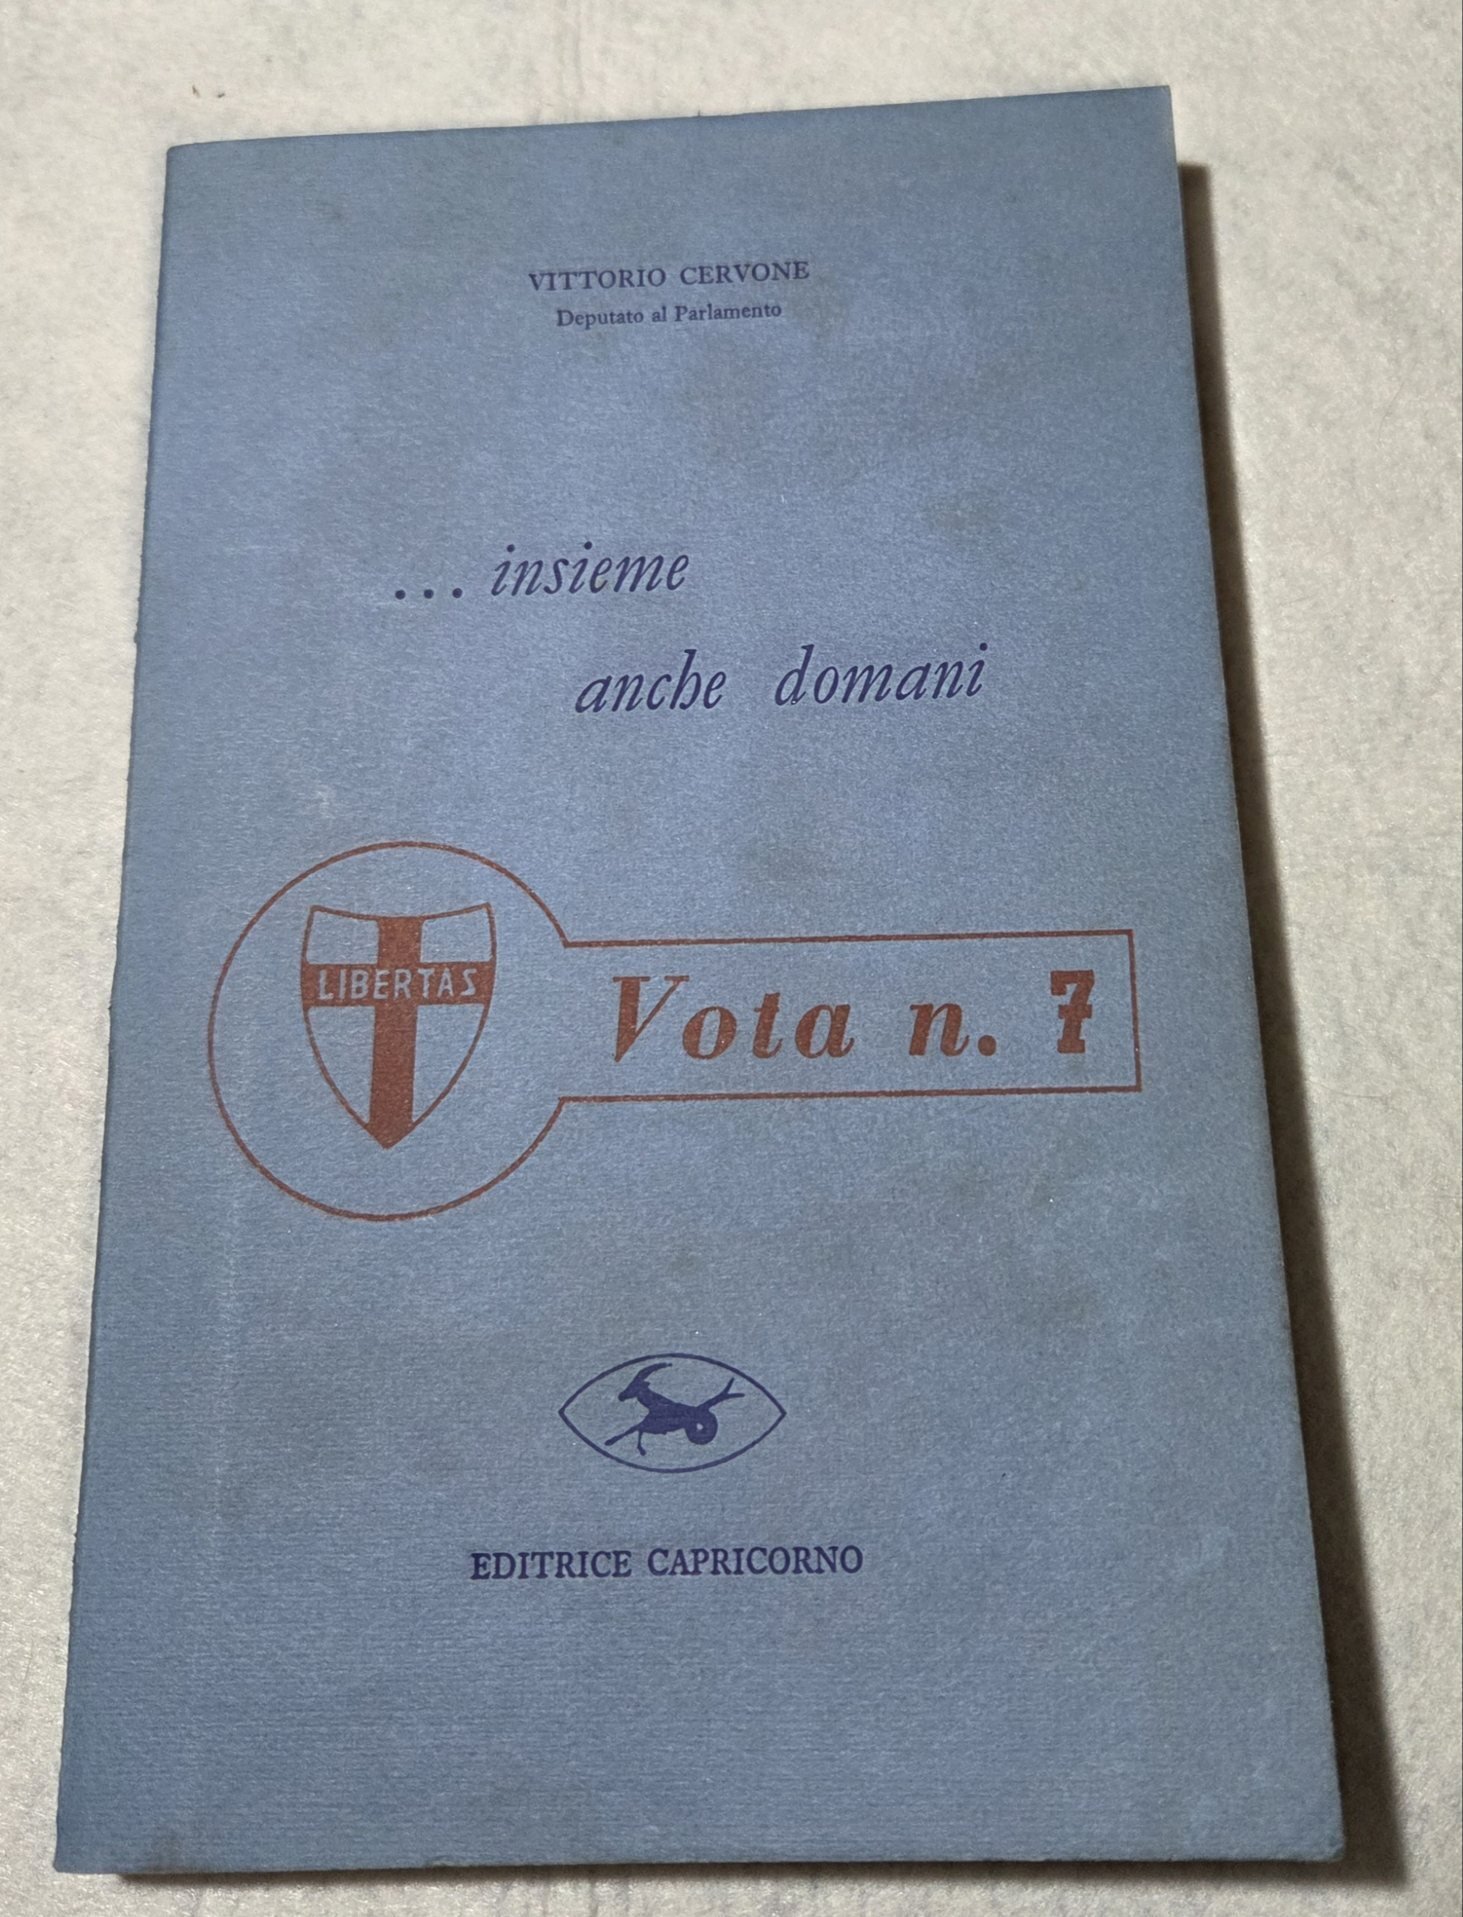 VITTORIO CERVONE
Deputato al Parlamento
... insieme
anche domani
LIBERTAS
Vota n. 7
EDITRICE CAPRICORNO